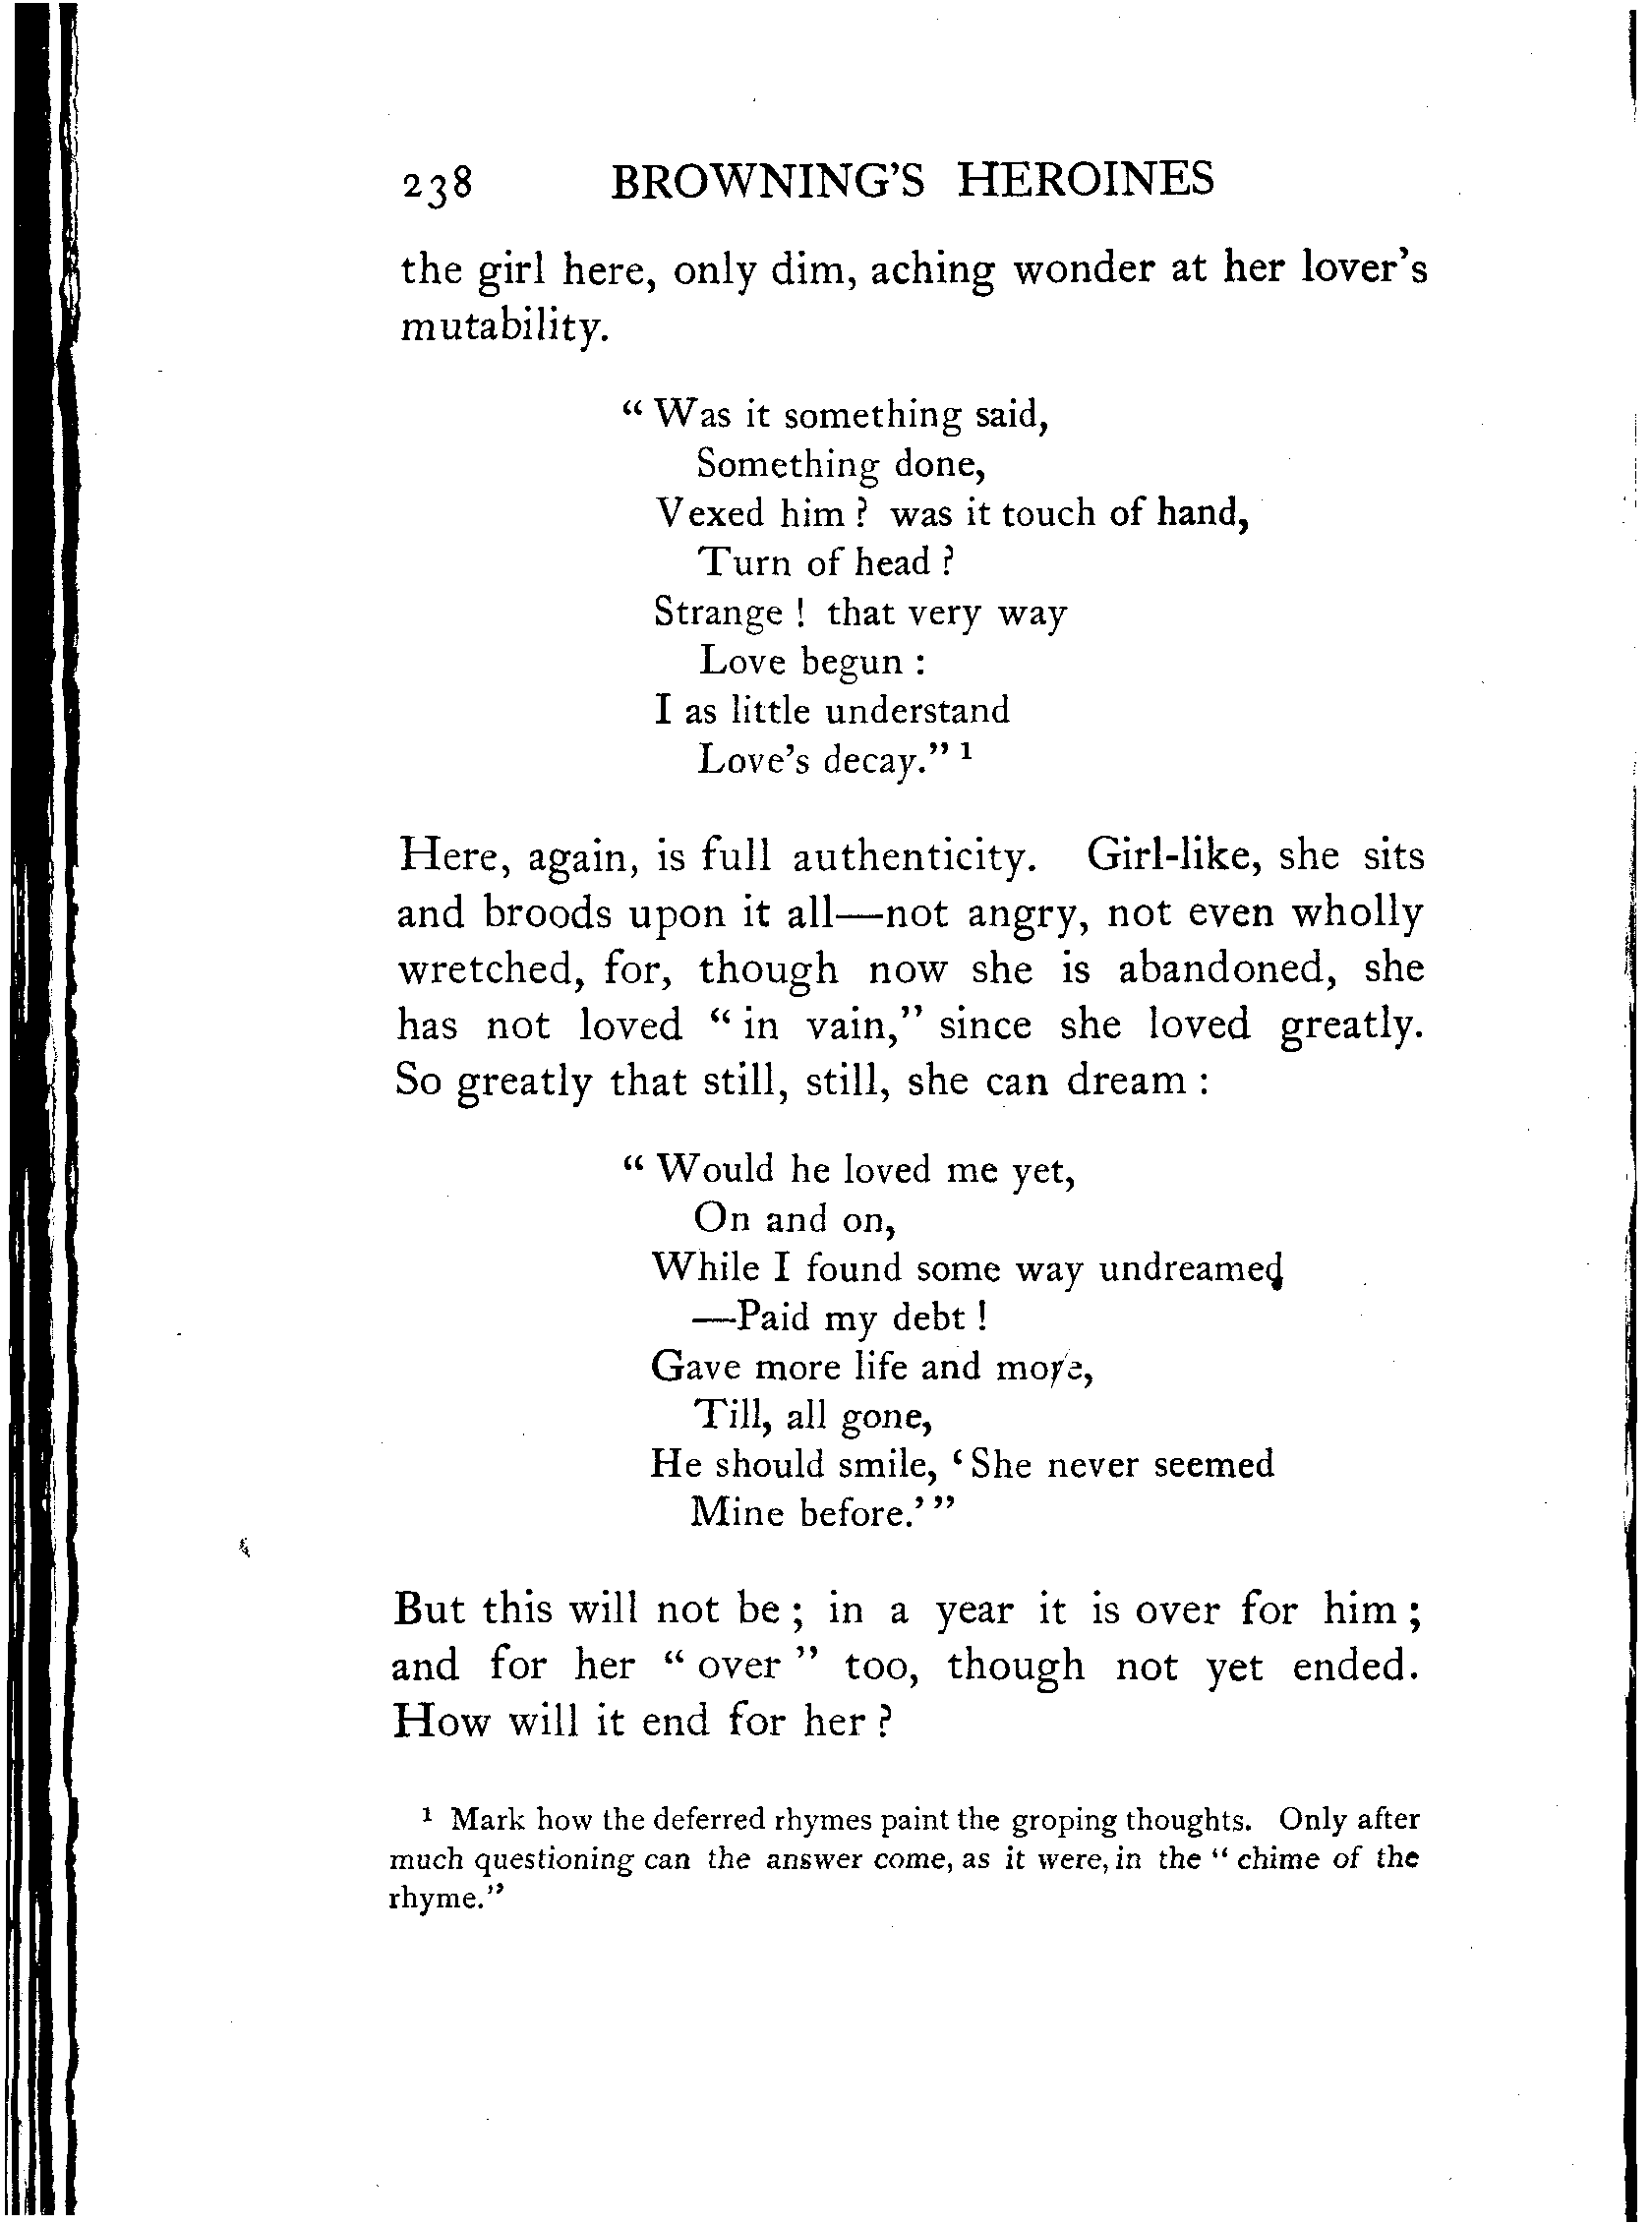 238 BROWNING'S HEROINES
the girl here, only dim, aching wonder at her lover's
mutability.
“ Was it something said,
Something done,
Vexed him ? was it touch of hand,
Turn of head ?
Strange ! that very way
Love begun :
I as little understand
Love's decay.” ¹
Here, again, is full authenticity. Girl-like, she sits
and broods upon it all—not angry, not even wholly
wretched, for, though now she is abandoned, she
has not loved “ in vain,” since she loved greatly.
So greatly that still, still, she can dream :
“ Would he loved me yet,
On and on,
While I found some way undreamed
—Paid my debt !
Gave more life and more,
Till, all gone,
He should smile, ‘ She never seemed
Mine before.’ ”
But this will not be ; in a year it is over for him ;
and for her “ over ” too, though not yet ended.
How will it end for her ?
¹ Mark how the deferred rhymes paint the groping thoughts. Only after
much questioning can the answer come, as it were, in the “ chime of the
rhyme.”